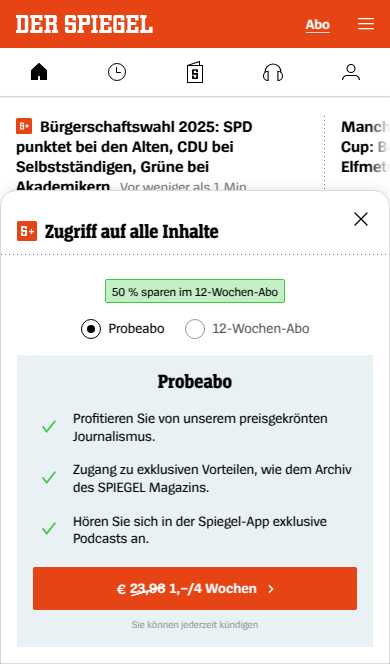 DER SPIEGEL
Abo
S
S+ Bürgerschaftswahl 2025: SPD
punktet bei den Alten, CDU bei
Selbstständigen, Grüne bei
Akademikern Vor weniger als 1 Min
Manch
Cup: B
Elfmet
S+ Zugriff auf alle Inhalte
50 % sparen im 12-Wochen-Abo
Probeabo
12-Wochen-Abo
Probeabo
Profitieren Sie von unserem preisgekrönten
Journalismus.
Zugang zu exklusiven Vorteilen, wie dem Archiv
des SPIEGEL Magazins.
Hören Sie sich in der Spiegel-App exklusive
Podcasts an.
€ 23,96 1,–/4 Wochen
Sie können jederzeit kündigen